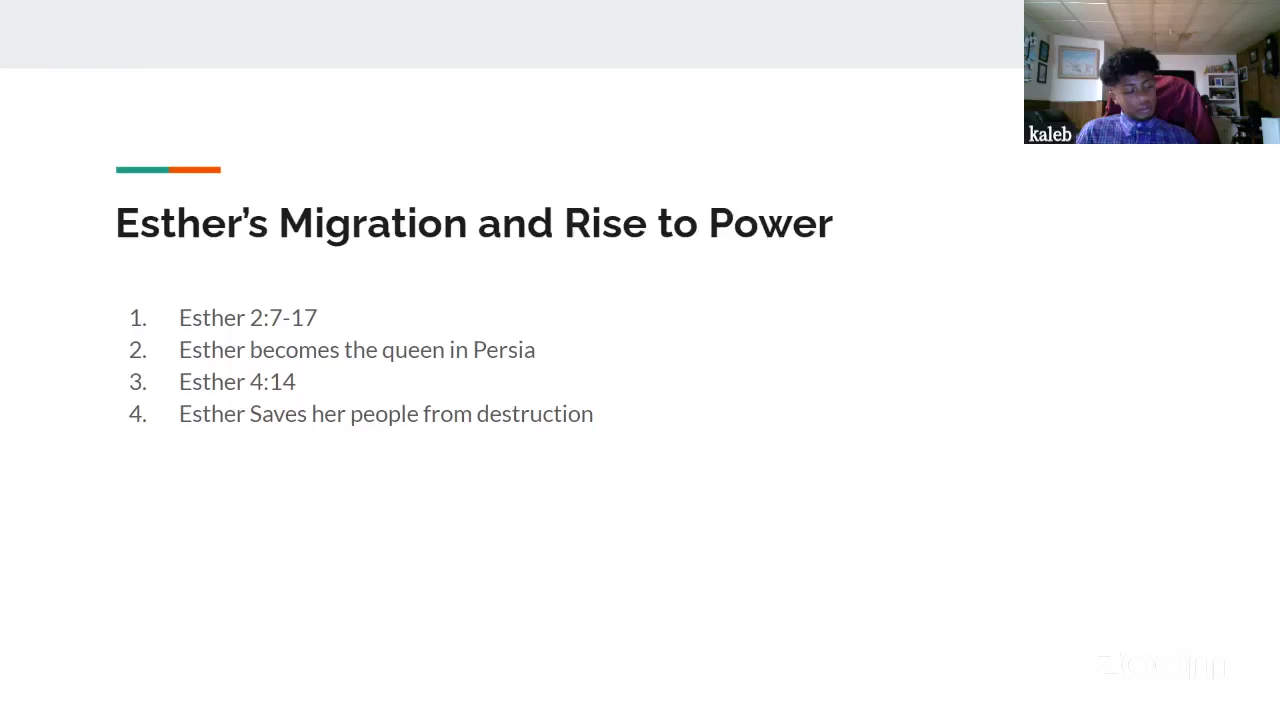 kaleb
Esther's Migration and Rise to Power
1. Esther 2:7-17
2. Esther becomes the queen in Persia
3. Esther 4:14
4. Esther Saves her people from destruction
zoom